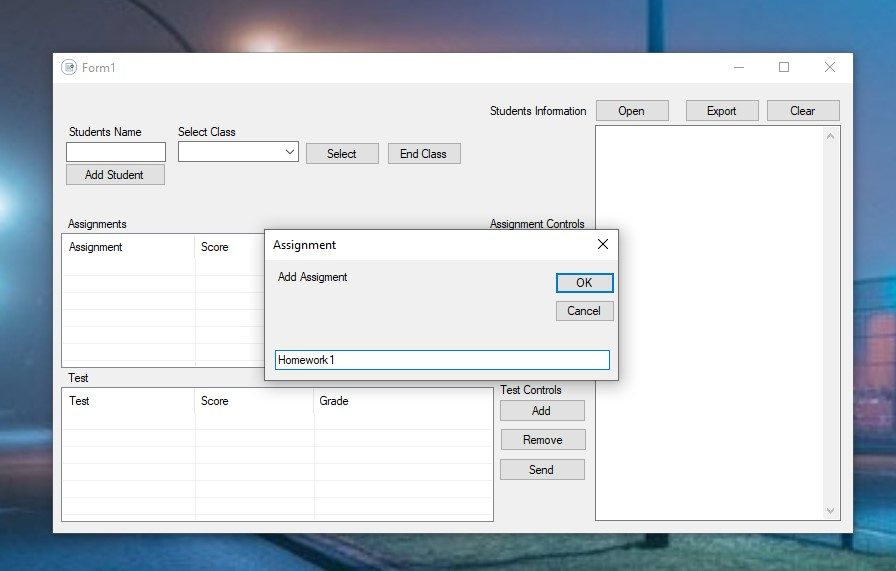 Form1
Students Information
Open
Export
Clear
Students Name
Select Class
Select
End Class
Add Student
Assignments
Assignment Controls
Assignment
Score
Assignment
Add Assigment
OK
Cancel
Homework1
Test
Test Controls
Test
Score
Grade
Add
Remove
Send